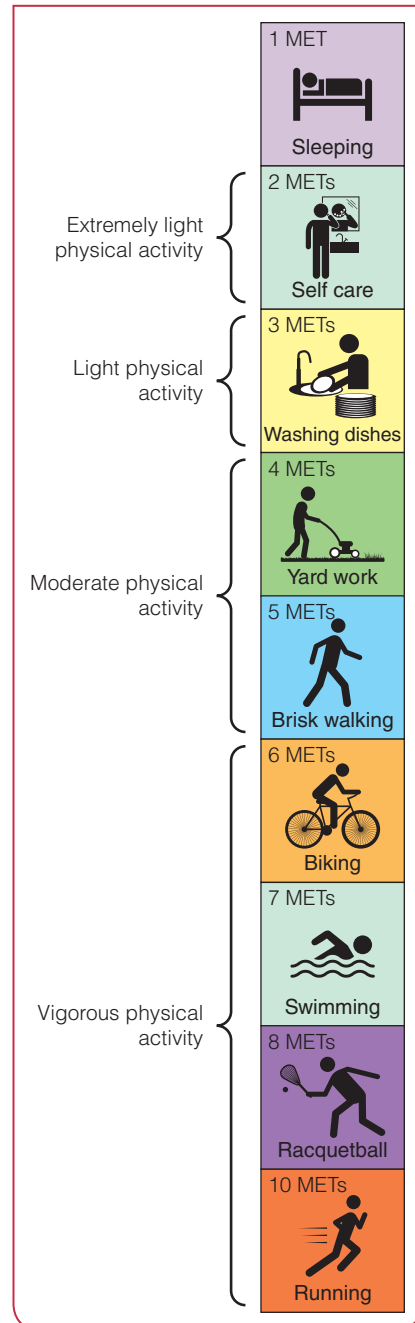 1 MET
Sleeping
Extremely light
physical activity
2 METs
Self care
Light physical
activity
3 METs
Washing dishes
Moderate physical
activity
4 METs
Yard work
5 METs
Brisk walking
Vigorous physical
activity
6 METs
Biking
7 METs
Swimming
8 METs
Racquetball
10 METs
Running